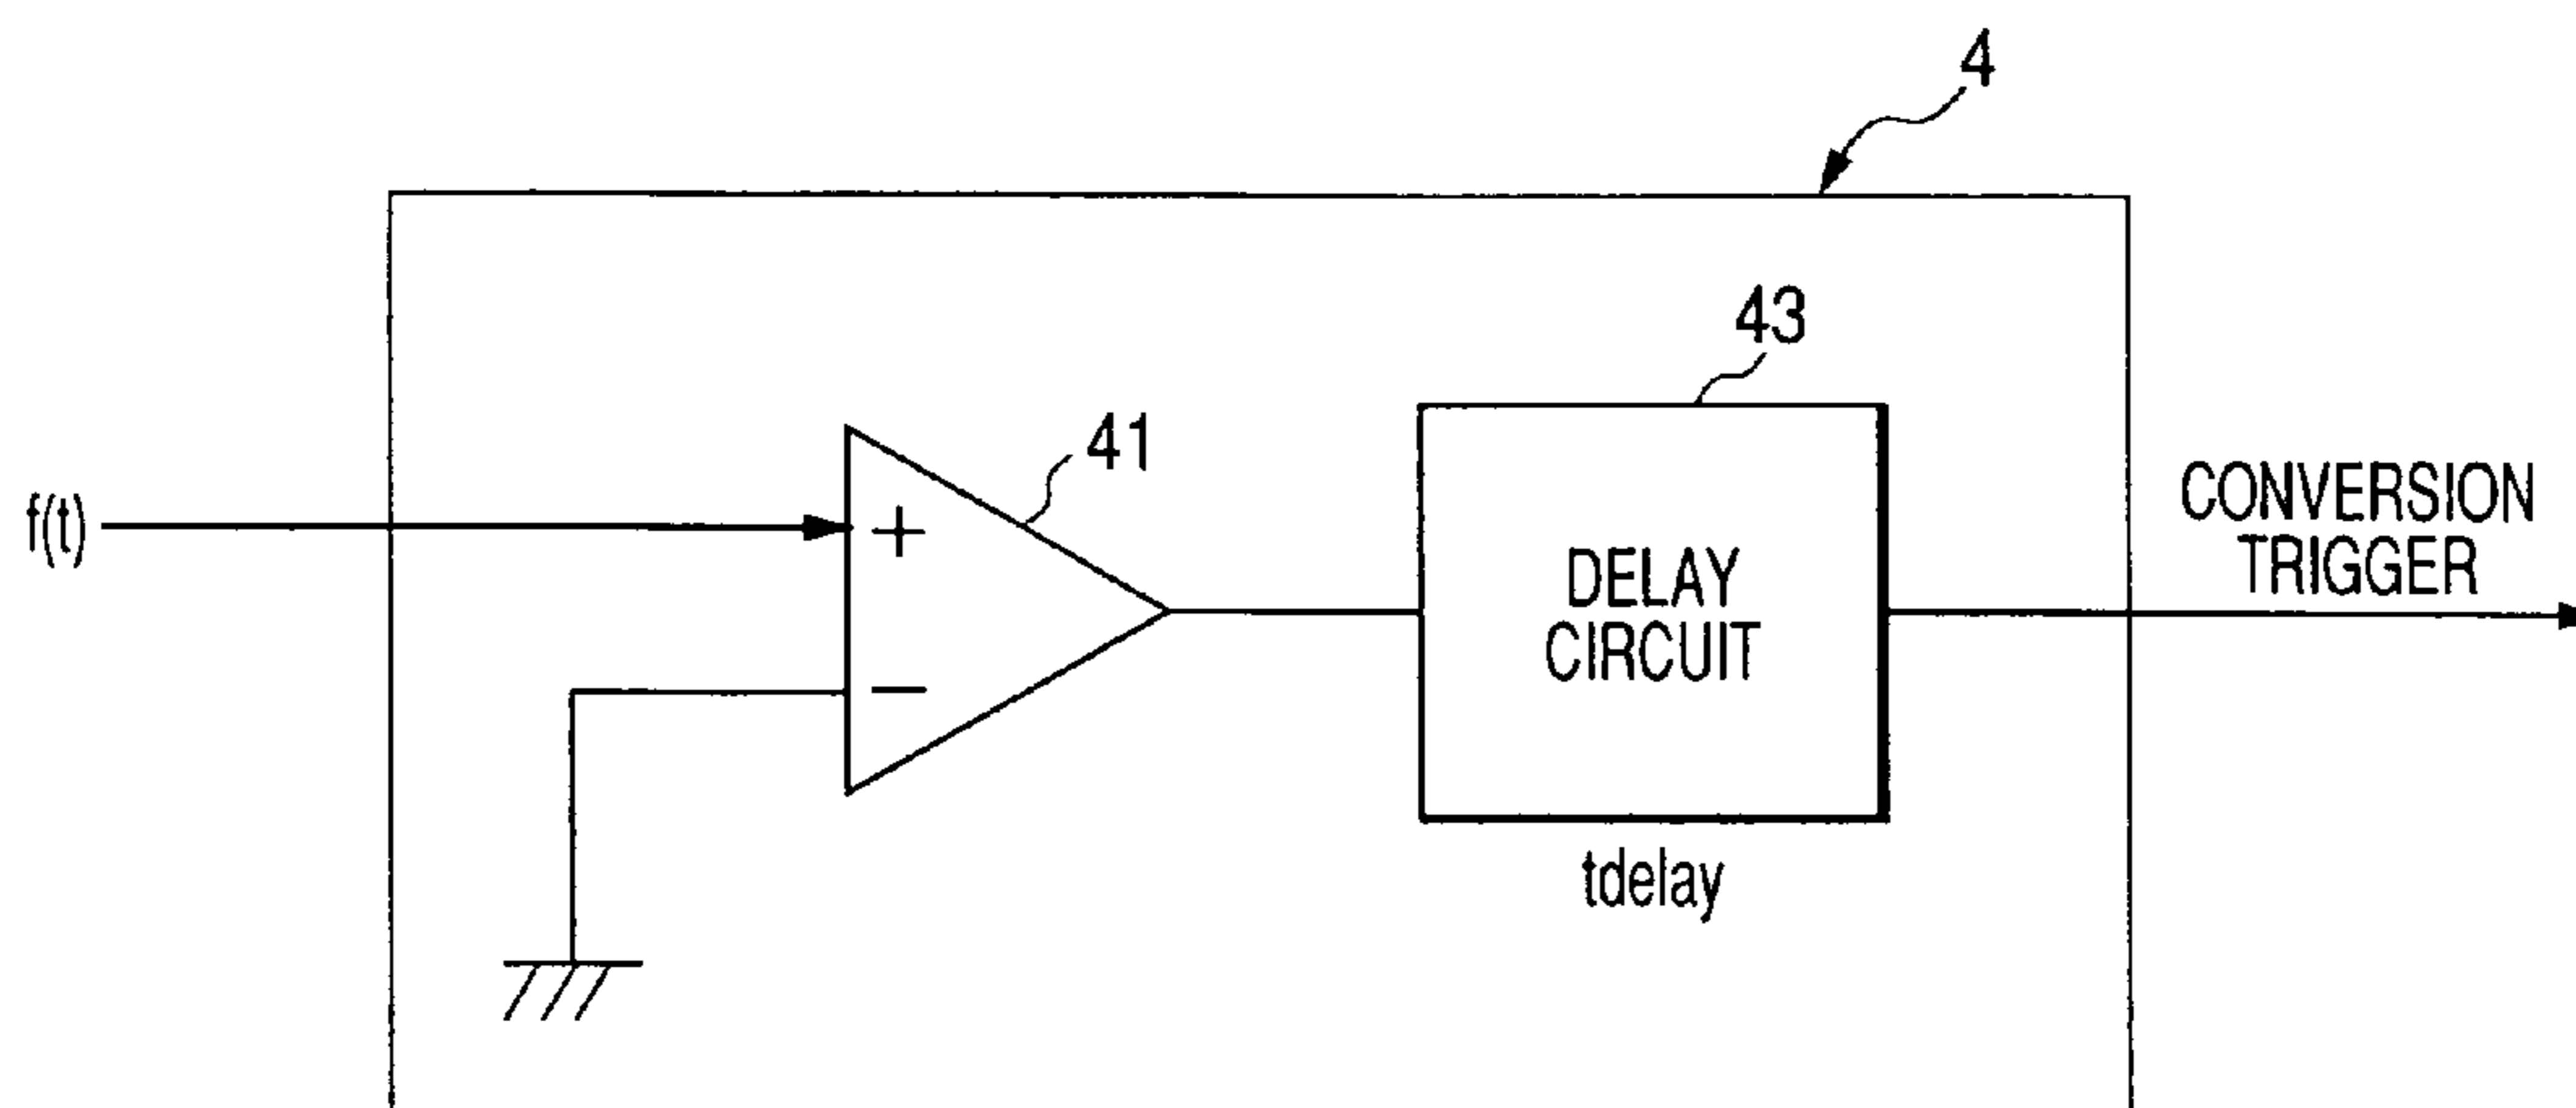 4
43
41
f(t)
+
−
DELAY
CIRCUIT
tdelay
CONVERSION
TRIGGER